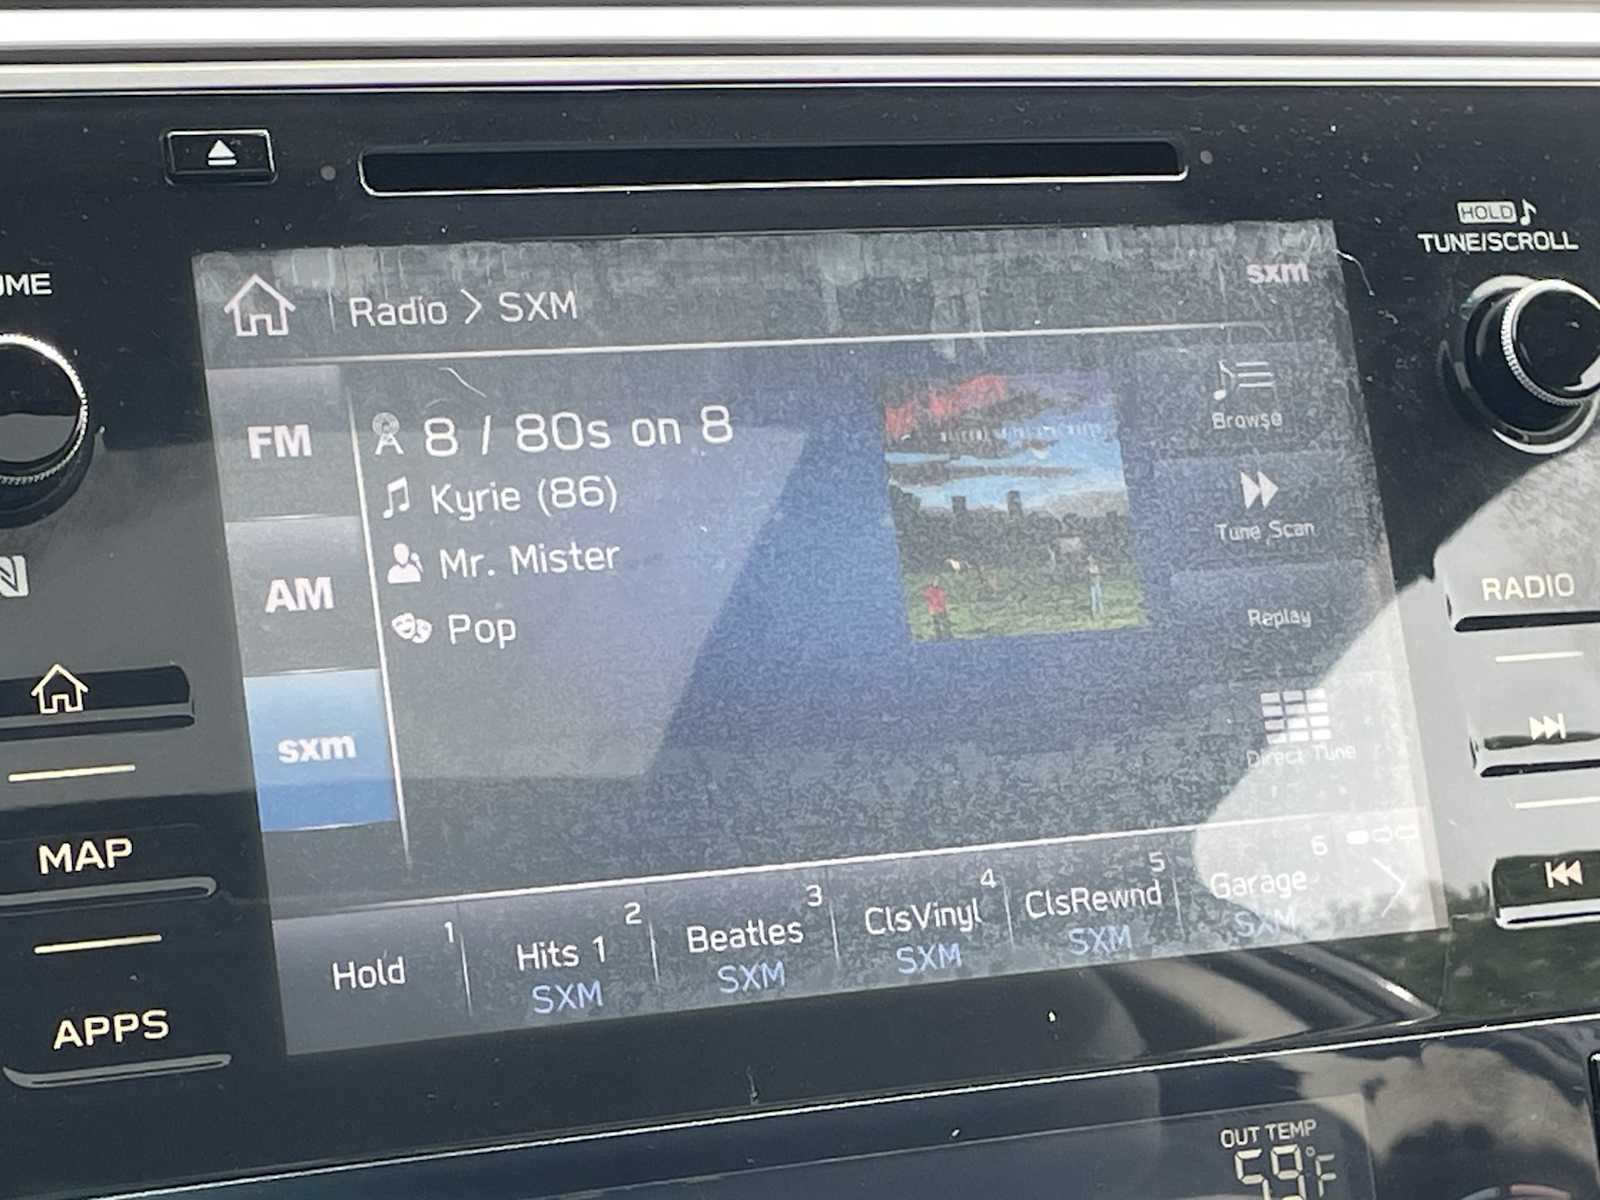 HOLD
TUNE/SCROLL
UME
Radio > SXM
sxm
FM
8 / 80s on 8
Browse
Kyrie (86)
Mr. Mister
Tune Scan
AM
Pop
Replay
RADIO
sxm
Direct Tune
MAP
1
Hold
2
Hits 1
SXM
3
Beatles
SXM
4
ClsVinyl
SXM
5
ClsRewnd
SXM
6
Garage
SXM
APPS
OUT TEMP
59°F